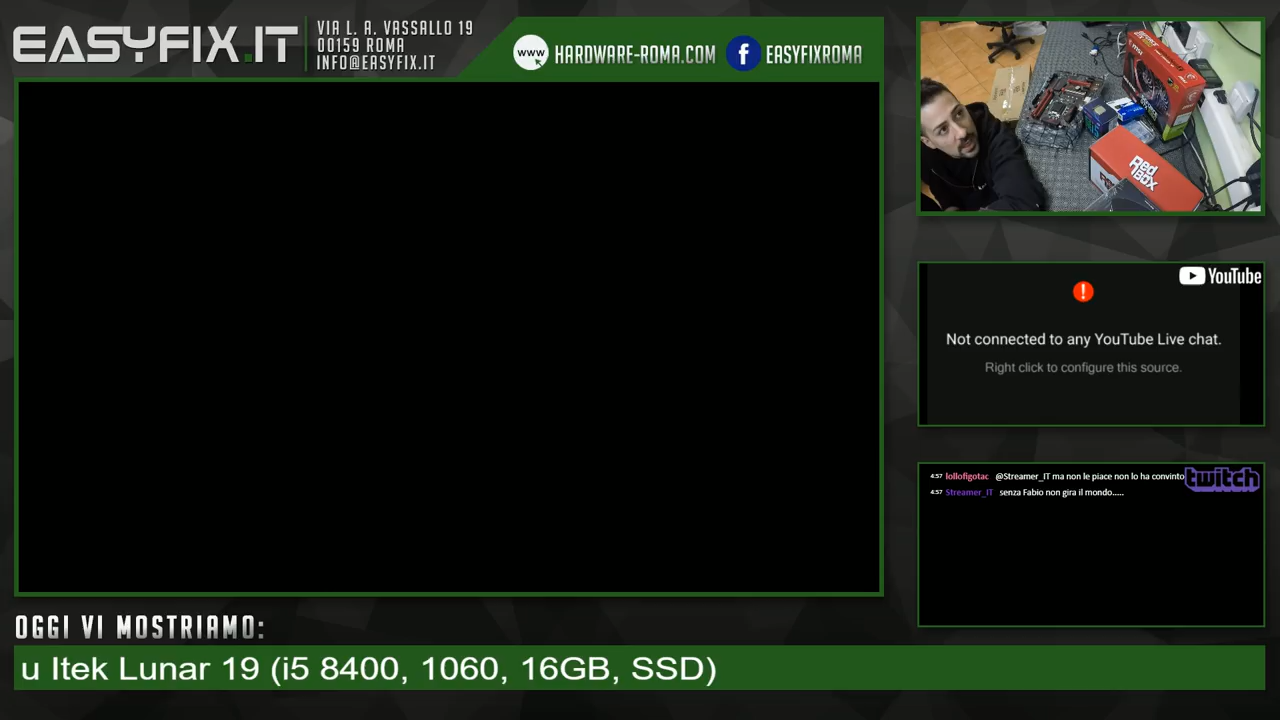 EASYFIX.IT
VIA L. A. VASSALLO 19
00159 ROMA
INFO@EASYFIX.IT
WWW
HARDWARE-ROMA.COM
f
EASYFIXROMA
Red
Box
YouTube
!
Not connected to any YouTube Live chat.
Right click to configure this source.
4:57 lollofigotac @Streamer_IT ma non le piace non lo ha convinto
twitch
4:57 Streamer_IT senza Fabio non gira il mondo.....
OGGI VI MOSTRIAMO:
u Itek Lunar 19 (i5 8400, 1060, 16GB, SSD)